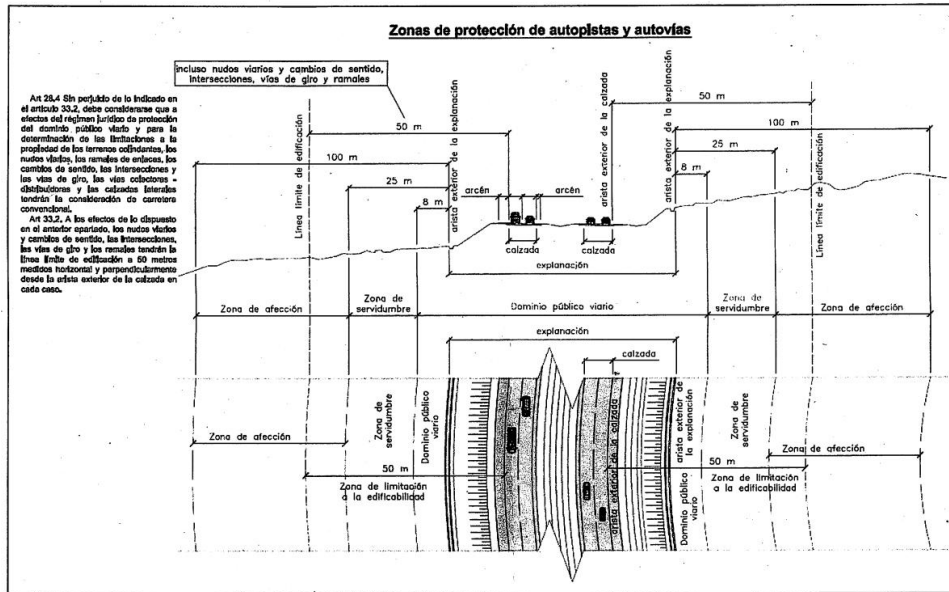 Zonas de protección de autopistas y autovías
incluso nudos viarios y cambios de sentido,
intersecciones, vías de giro y ramales
Art 28.4 Sin perjuicio de lo indicado en
el artículo 33.2, debe considerarse que a
efectos del régimen jurídico de protección
del dominio público viario y para la
determinación de las limitaciones a la
propiedad de los terrenos colindantes, los
nudos viarios, los ramales de enlaces, los
cambios de sentido, las intersecciones y
las vías de giro, las vías colectoras -
distribuidoras y las calzadas laterales
tendrán la consideración de carretera
convencional.
Art 33.2. A los efectos de lo dispuesto
en el anterior apartado, los nudos viarios
y cambios de sentido, las intersecciones,
las vías de giro y los ramales tendrán la
línea límite de edificación a 50 metros
medidos horizontal y perpendicularmente
desde la arista exterior de la calzada en
cada caso.
Línea límite de edificación
50 m
100 m
25 m
8 m
arista exterior de la explanación
arcén
arcén
calzada
calzada
arista exterior de la calzada
arista exterior de la explanación
50 m
100 m
25 m
8 m
Línea límite de edificación
explanación
Zona de afección
Zona de
servidumbre
Dominio público viario
Zona de
servidumbre
Zona de afección
explanación
calzada
Zona de afección
Zona de
servidumbre
Dominio público
viario
50 m
Zona de limitación
a la edificabilidad
arista exterior de la calzada
arista exterior de
la explanación
Dominio público
viario
Zona de
servidumbre
Zona de afección
50 m
Zona de limitación
a la edificabilidad